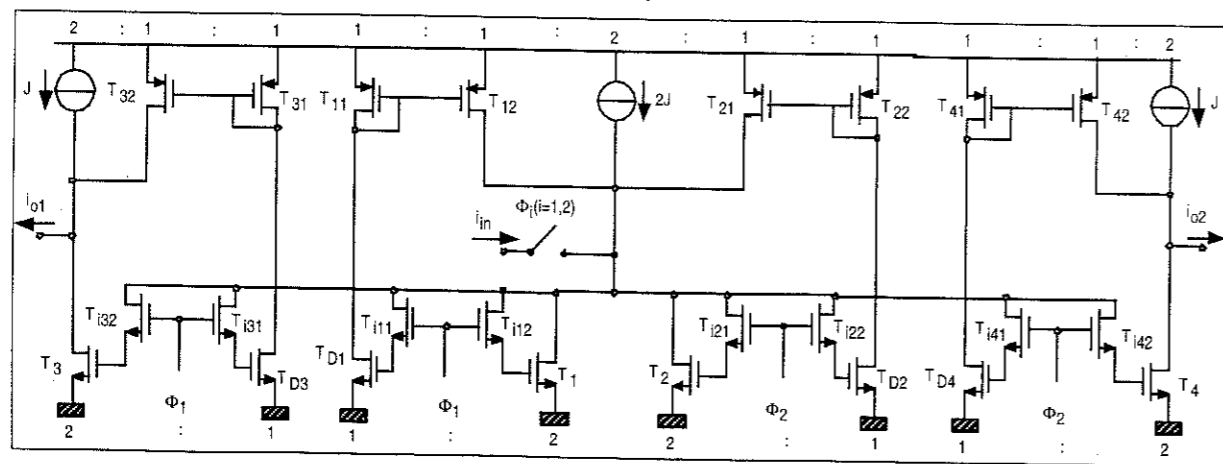 2 : 1 : 1 1 : 1 : 2 : 1 : 1 1 : 1 : 2
J T32 T31 T11 T12 2J T21 T22 T41 T42 J
io1 iin Φi(i=1,2) io2
Ti32 Ti31 Ti11 Ti12 Ti21 Ti22 Ti41 Ti42
T3 TD3 TD1 T1 T2 TD2 TD4 T4
Φ1 Φ1 Φ2 Φ2
2 : 1 1 : 2 2 : 1 1 : 2